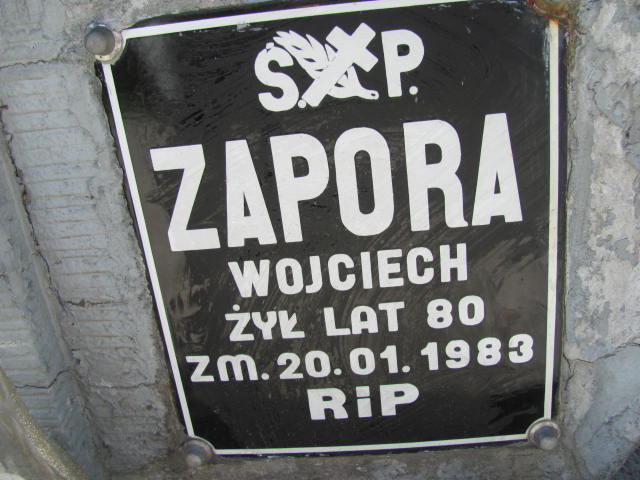 Ś. P.
ZAPORA
WOJCIECH
ŻYŁ LAT 80
ZM. 20.01.1983
RiP